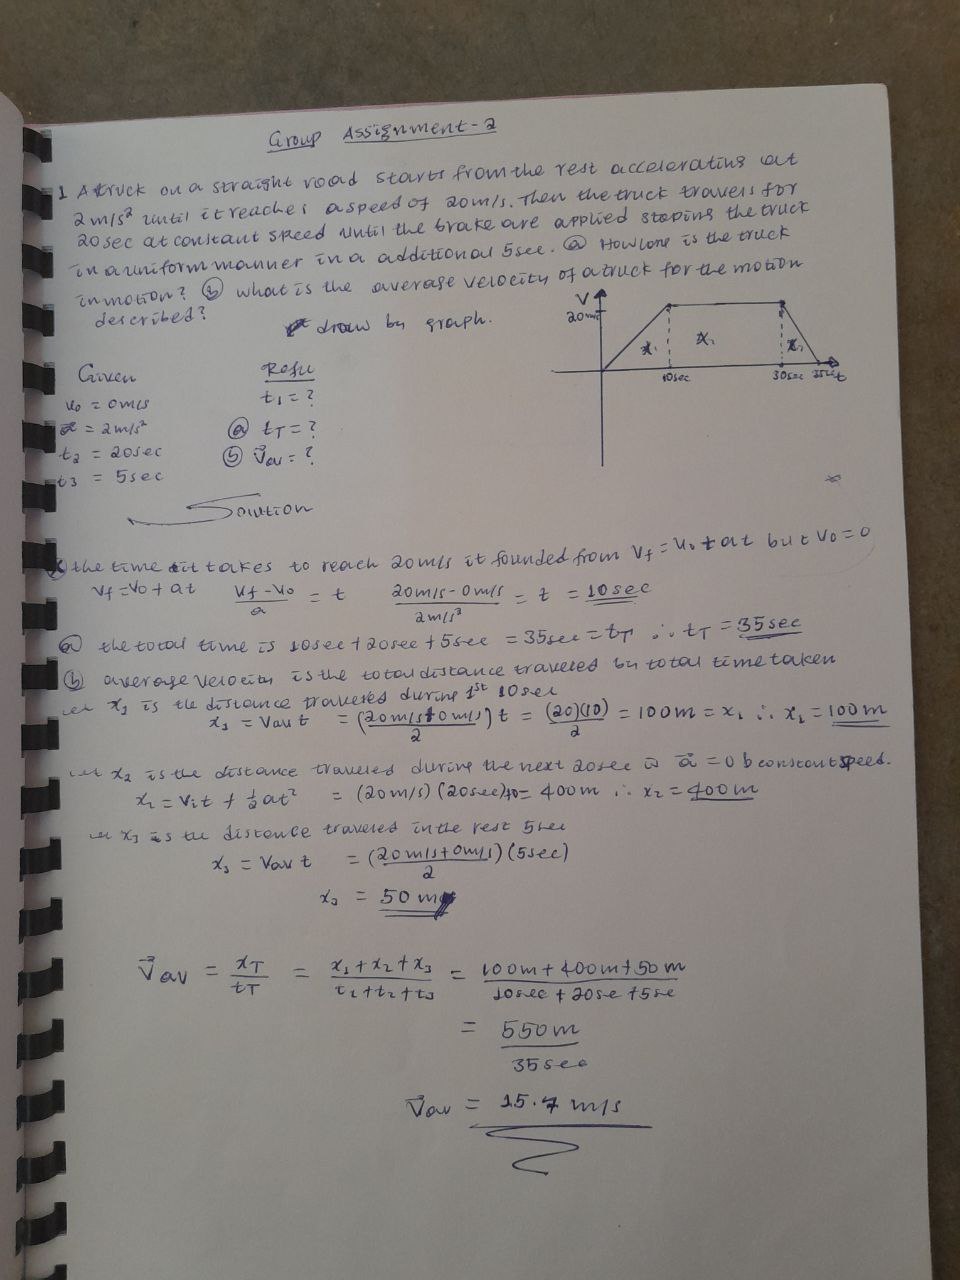 Group Assignment-2
1 A truck on a straight road starts from the rest accelerating at
2 m/s² until it reaches a speed of 20m/s. Then the truck travels for
20sec at constant speed until the brake are applied stoping the truck
in a uniform manner in a additional 5sec. ⓐ How lone is the truck
in motion? ⓑ what is the average velocity of a truck for the motion
described?
draw by graph.
V
20m/s
x₁
x₂
x₃
10sec
30sec
35sec
t
Given
v₀ = 0m/s
a = 2m/s²
t₂ = 20sec
t₃ = 5sec
t₁ = ?
ⓐ t_T = ?
ⓑ V⃗av = ?
Solution
the time it takes to reach 20m/s it founded from Vf = V₀ + at but V₀ = 0
Vf = V₀ + at (Vf - V₀)/a = t (20m/s - 0m/s)/(2m/s²) = t = 10sec
ⓐ the total time is 10sec + 20sec + 5sec = 35sec = t_T ∴ t_T = 35sec
ⓑ average velocity is the total distance traveled by total time taken
let x₁ is the distance traveled during 1st 10sec
x₁ = Vav t = ((20m/s + 0m/s)/2) t = (20)(10)/2 = 100m = x₁ ∴ x₁ = 100m
let x₂ is the distance traveled during the next 20sec a⃗ = 0 b constant speed.
x₂ = Vit + ½at² = (20m/s)(20sec)+0 = 400m ∴ x₂ = 400m
let x₃ is the distance traveled in the rest 5sec
x₃ = Vav t = ((20m/s + 0m/s)/2)(5sec)
x₃ = 50m
V⃗av = x_T/t_T = (x₁ + x₂ + x₃)/(t₁ + t₂ + t₃) = (100m + 400m + 50m)/(10sec + 20se + 5se)
= 550m/35sec
V⃗av = 15.7 m/s